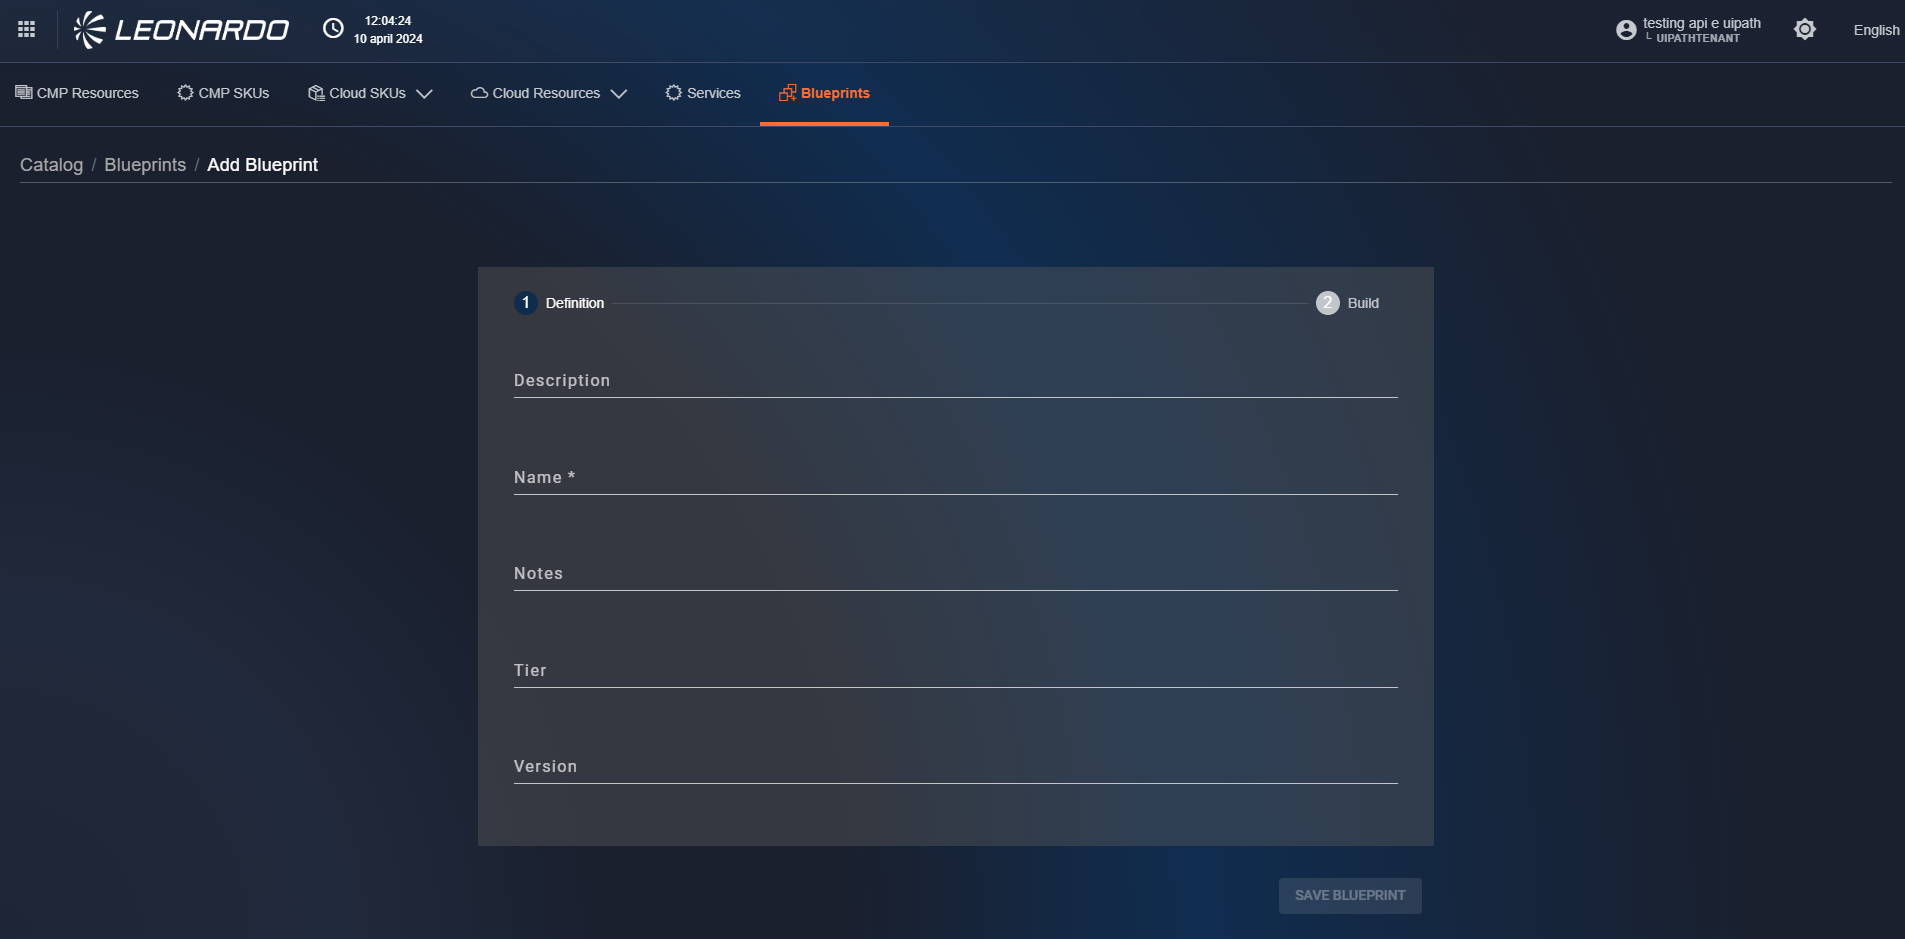 LEONARDO
12:04:24
10 april 2024
testing api e uipath
└ UIPATHTENANT
English
CMP Resources
CMP SKUs
Cloud SKUs
Cloud Resources
Services
Blueprints
Catalog / Blueprints / Add Blueprint
1 Definition
2 Build
Description
Name *
Notes
Tier
Version
SAVE BLUEPRINT